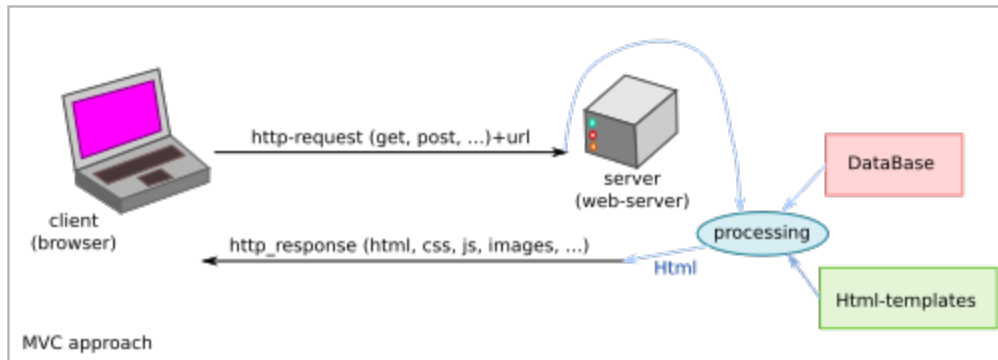 http-request (get, post, ...)+url
client
(browser)
server
(web-server)
DataBase
processing
http_response (html, css, js, images, ...)
Html
Html-templates
MVC approach